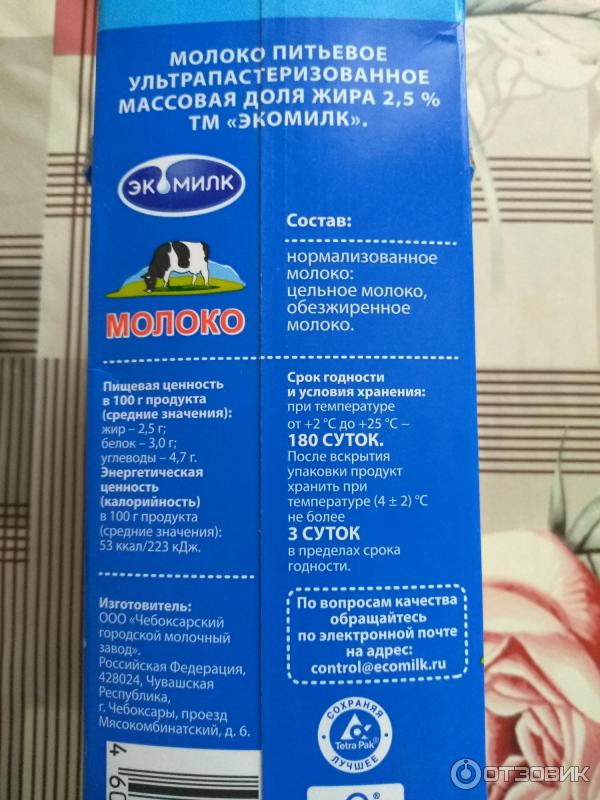 МОЛОКО ПИТЬЕВОЕ
УЛЬТРАПАСТЕРИЗОВАННОЕ
МАССОВАЯ ДОЛЯ ЖИРА 2,5 %
ТМ «ЭКОМИЛК».
ЭКОМИЛК
МОЛОКО
Состав:
нормализованное
молоко:
цельное молоко,
обезжиренное
молоко.
Пищевая ценность
в 100 г продукта
(средние значения):
жир – 2,5 г;
белок – 3,0 г;
углеводы – 4,7 г.
Энергетическая
ценность
(калорийность)
в 100 г продукта
(средние значения):
53 ккал/223 кДж.
Срок годности
и условия хранения:
при температуре
от +2 °С до +25 °С –
180 СУТОК.
После вскрытия
упаковки продукт
хранить при
температуре (4 ± 2) °С
не более
3 СУТОК
в пределах срока
годности.
Изготовитель:
ООО «Чебоксарский
городской молочный
завод».
Российская Федерация,
428024, Чувашская
Республика,
г. Чебоксары, проезд
Мясокомбинатский, д. 6.
По вопросам качества
обращайтесь
по электронной почте
на адрес:
control@ecomilk.ru
СОХРАНЯЯ
Tetra Pak®
ЛУЧШЕЕ
4 60
ОТЗОВИК